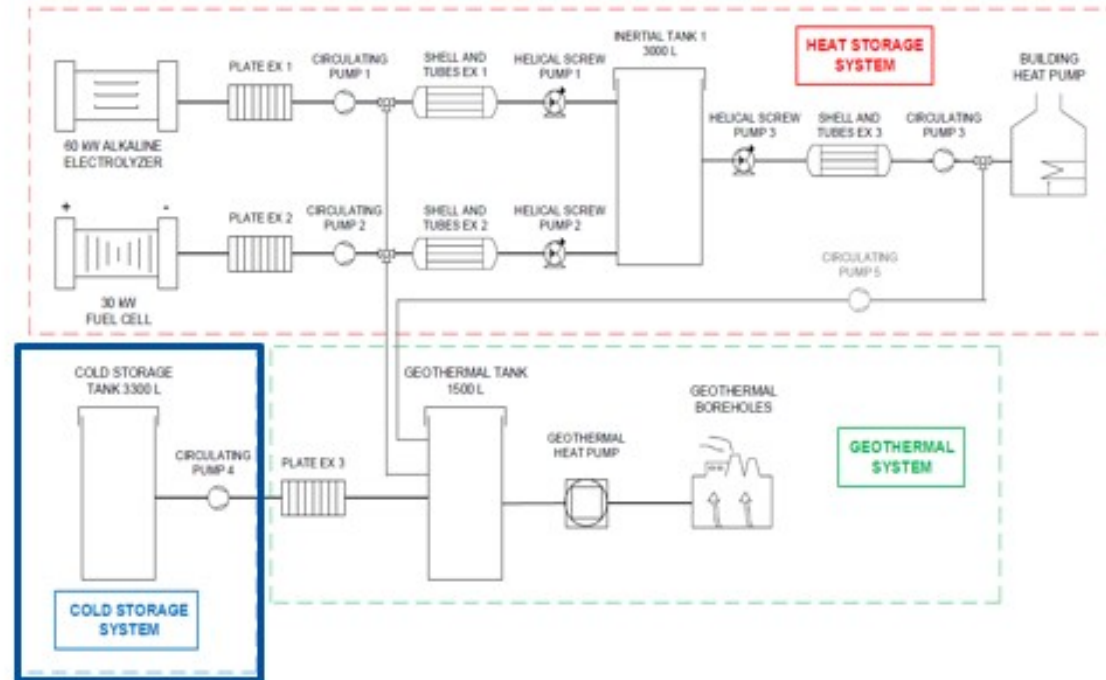 INERTIAL TANK 1
3000 L
HEAT STORAGE
SYSTEM
BUILDING
HEAT PUMP
PLATE EX 1
CIRCULATING
PUMP 1
SHELL AND
TUBES EX 1
HELICAL SCREW
PUMP 1
60 kW ALKALINE
ELECTROLYZER
HELICAL SCREW
PUMP 3
SHELL AND
TUBES EX 3
CIRCULATING
PUMP 3
+ -
PLATE EX 2
CIRCULATING
PUMP 2
SHELL AND
TUBES EX 2
HELICAL SCREW
PUMP 2
30 kW
FUEL CELL
CIRCULATING
PUMP 5
COLD STORAGE
TANK 3300 L
CIRCULATING
PUMP 4
COLD STORAGE
SYSTEM
PLATE EX 3
GEOTHERMAL TANK
1500 L
GEOTHERMAL
HEAT PUMP
GEOTHERMAL
BOREHOLES
GEOTHERMAL
SYSTEM